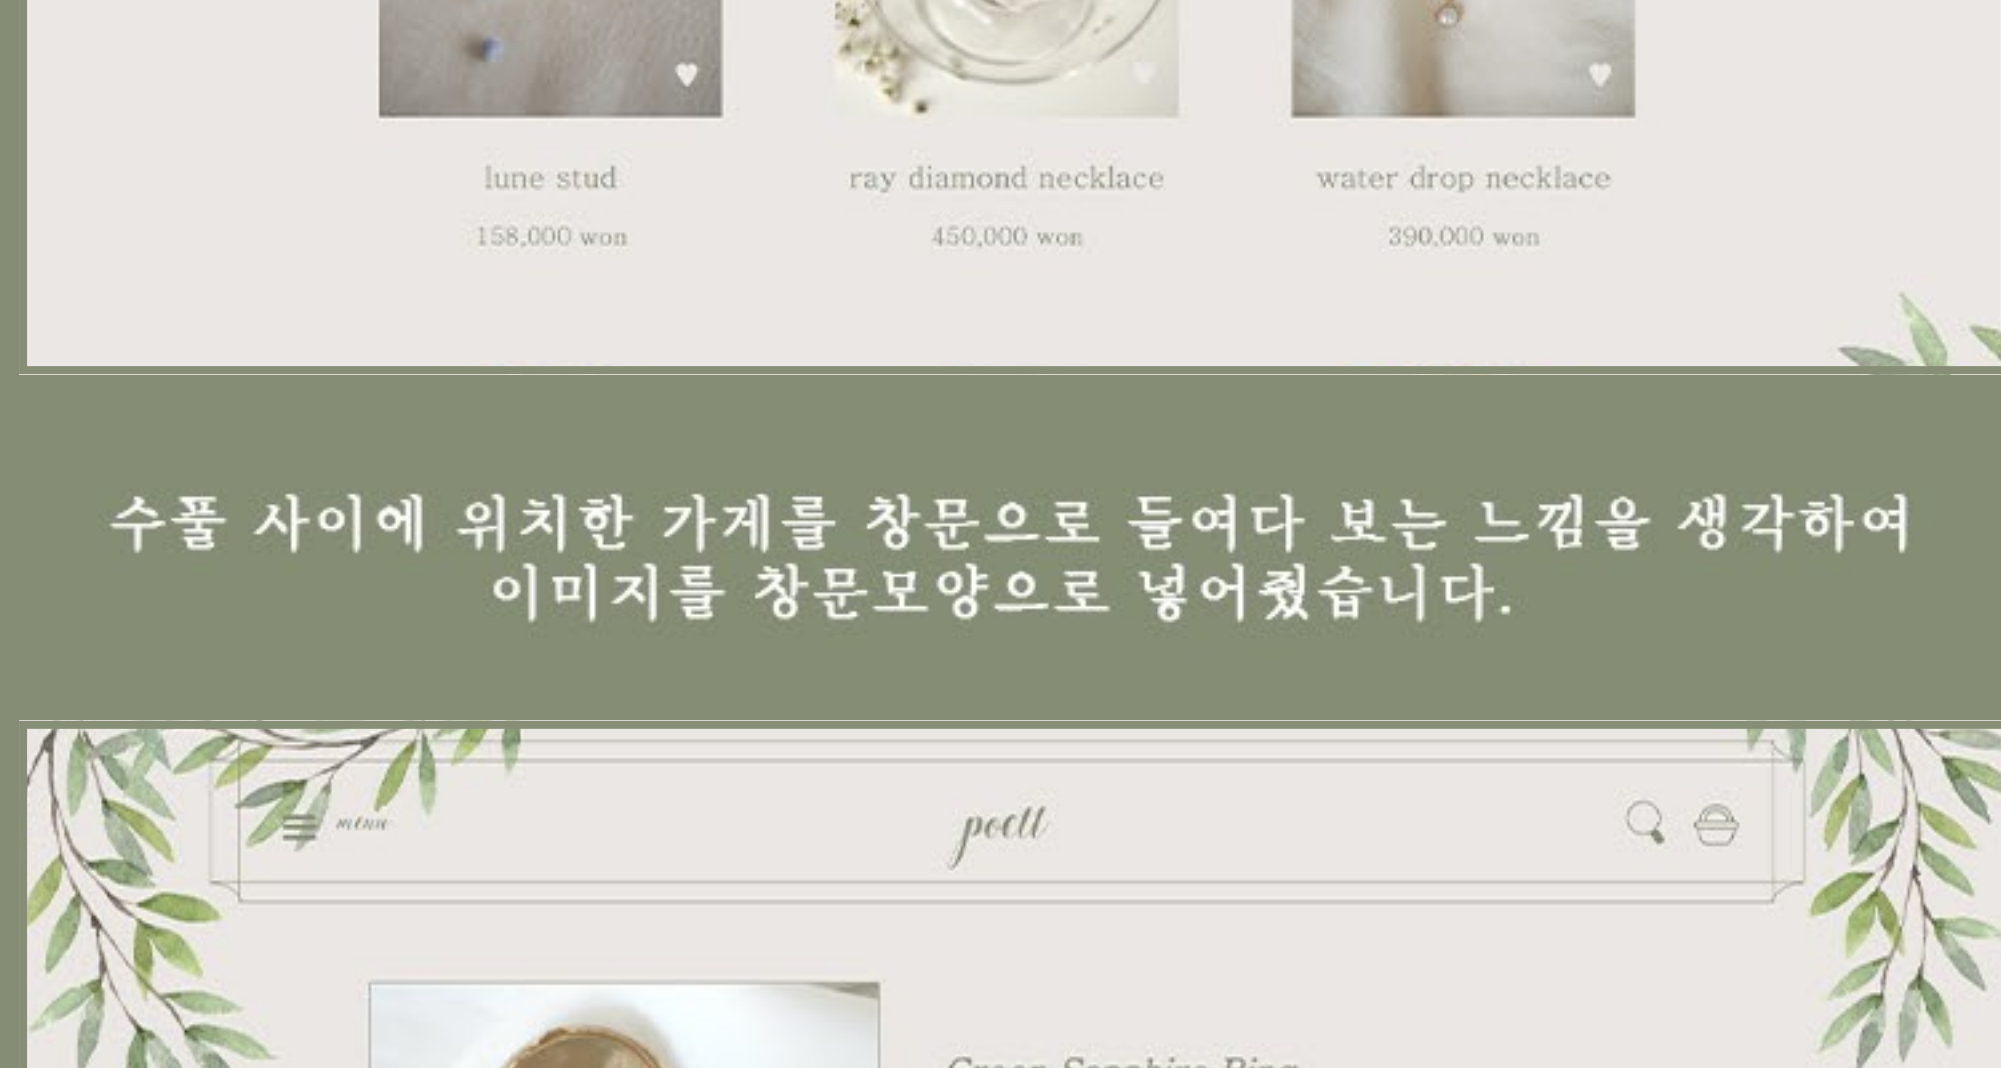 lune stud
ray diamond necklace
water drop necklace
158,000 won
450,000 won
390,000 won
수풀 사이에 위치한 가게를 창문으로 들여다 보는 느낌을 생각하여
이미지를 창문모양으로 넣어줬습니다.
menu
poett
Green Sapphire Ring